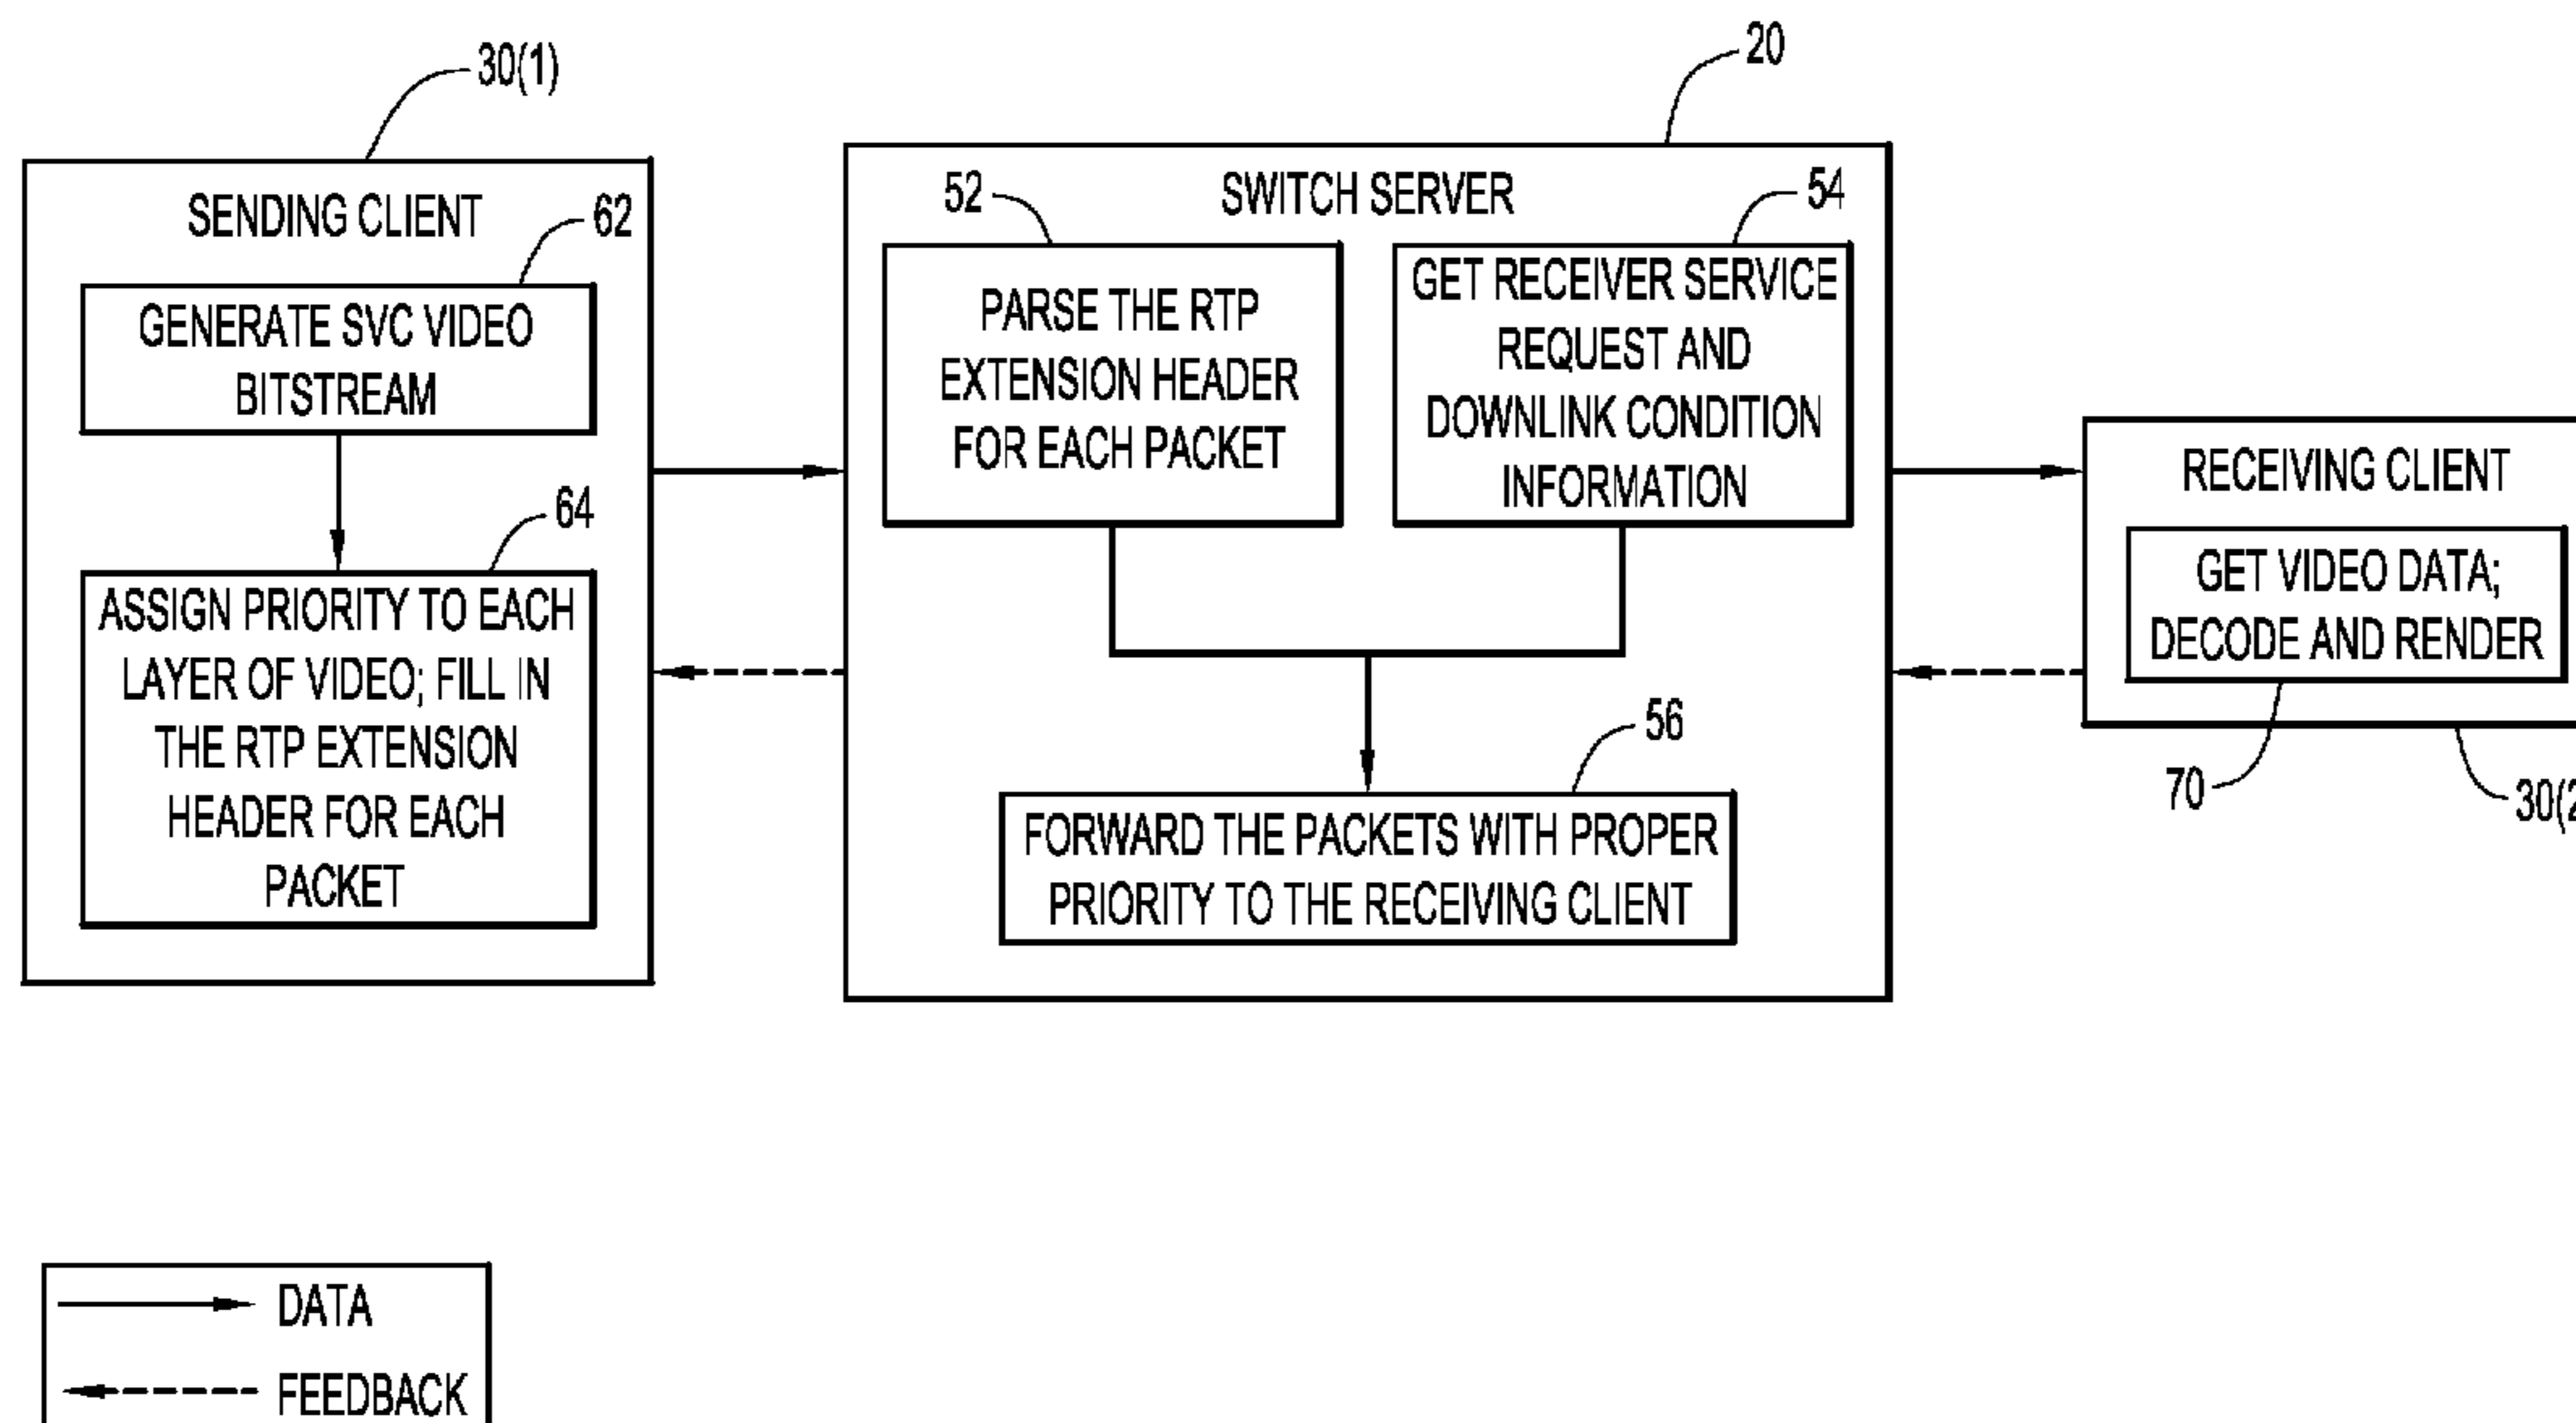 30(1)
SENDING CLIENT
62
GENERATE SVC VIDEO
BITSTREAM
64
ASSIGN PRIORITY TO EACH
LAYER OF VIDEO; FILL IN
THE RTP EXTENSION
HEADER FOR EACH
PACKET
20
SWITCH SERVER
52
PARSE THE RTP
EXTENSION HEADER
FOR EACH PACKET
54
GET RECEIVER SERVICE
REQUEST AND
DOWNLINK CONDITION
INFORMATION
56
FORWARD THE PACKETS WITH PROPER
PRIORITY TO THE RECEIVING CLIENT
RECEIVING CLIENT
GET VIDEO DATA;
DECODE AND RENDER
70
30(2
DATA
FEEDBACK